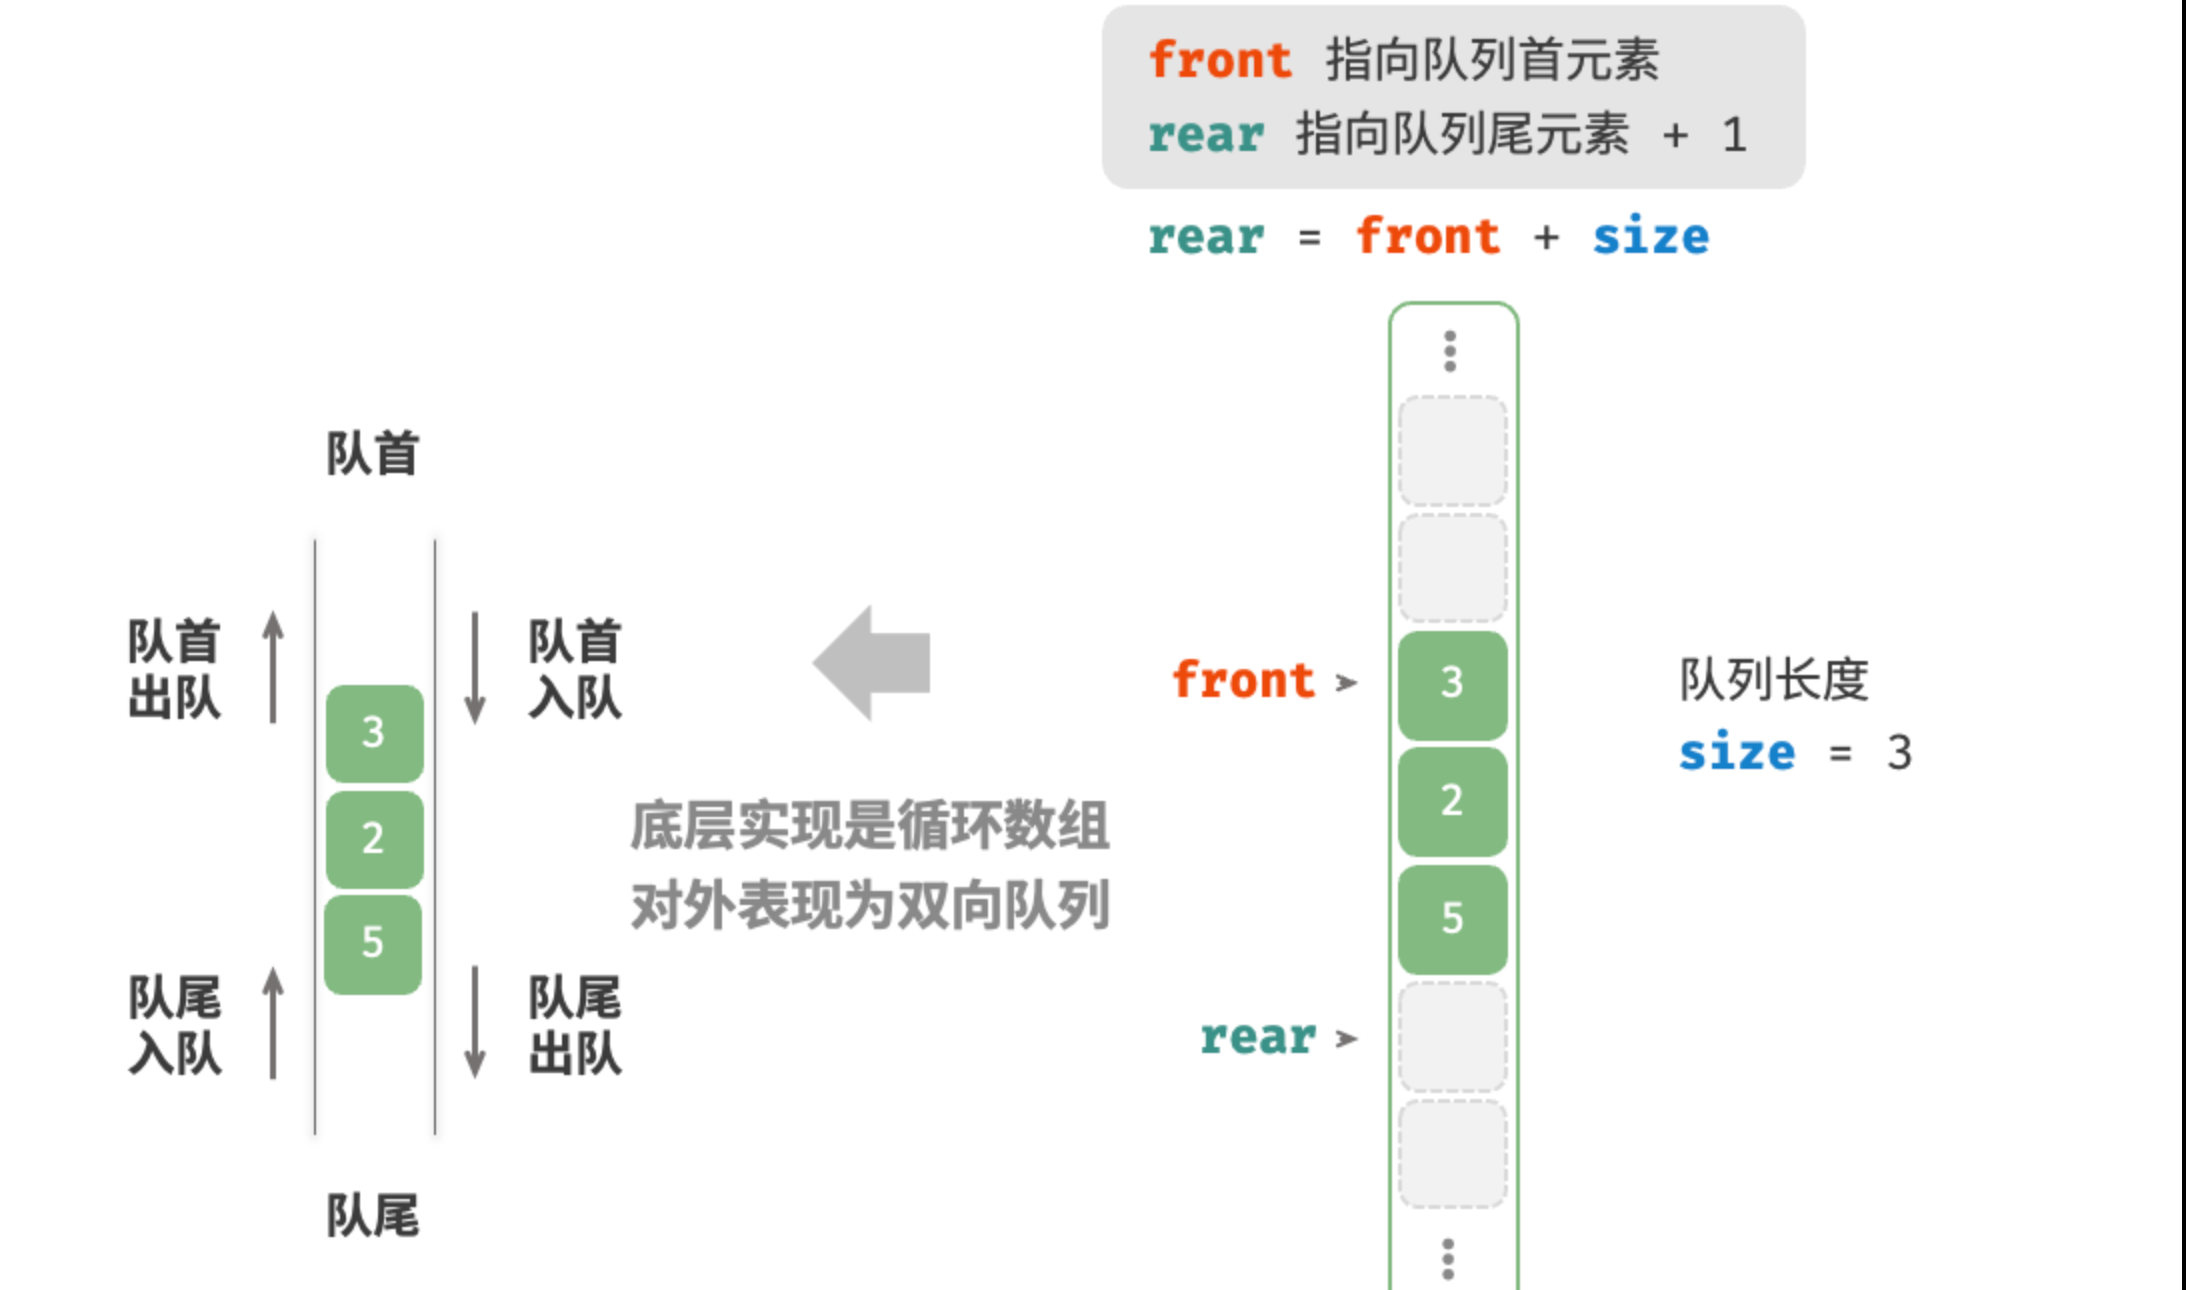 front 指向队列首元素
rear 指向队列尾元素 + 1
rear = front + size
队首
队首
出队
队首
入队
3
2
5
队尾
入队
队尾
出队
队尾
底层实现是循环数组
对外表现为双向队列
front
3
2
5
rear
队列长度
size = 3